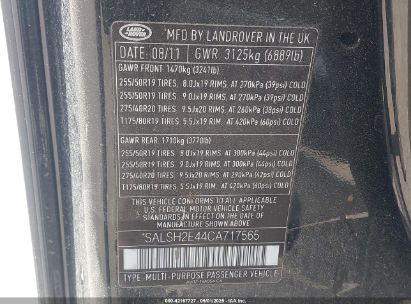 LAND-ROVER
MFD BY LANDROVER IN THE UK
DATE: 08/11 GWR 3125kg (6889lb)
GAWR FRONT 1470kg (3247lb)
255/50R19 TIRES, 8.0Jx19 RIMS, AT 270kPa (39psi) COLD
255/50R19 TIRES, 9.0Jx19 RIMS, AT 270kPa (39psi) COLD
275/40R20 TIRES, 9.5Jx20 RIMS, AT 260kPa (38psi) COLD
T175/80R19 TIRES, 5.5Jx19 RIMS, AT 420kPa (60psi) COLD
GAWR REAR. 1710kg (3770lb)
255/50R19 TIRES, 8.0Jx19 RIMS, AT 300kPa (44psi) COLD
255/50R19 TIRES, 9.0Jx19 RIMS, AT 300kPa (44psi) COLD
275/40R20 TIRES, 9.5Jx20 RIMS, AT 290kPa (42psi) COLD
T175/80R19 TIRES, 5.5Jx19 RIMS, AT 420kPa (60psi) COLD
THIS VEHICLE CONFORMS TO ALL APPLICABLE
U.S. FEDERAL MOTOR VEHICLE SAFETY
STANDARDS IN EFFECT ON THE DATE OF
MANUFACTURE SHOWN ABOVE.
*SALSH2E44CA717565
TYPE: MULTI-PURPOSE PASSENGER VEHICLE